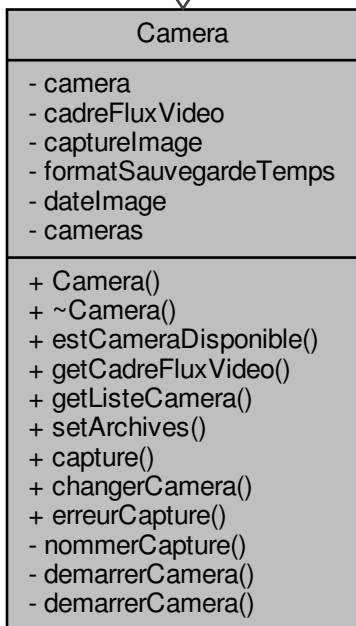 Camera
- camera
- cadreFluxVideo
- captureImage
- formatSauvegardeTemps
- dateImage
- cameras
+ Camera()
+ ~Camera()
+ estCameraDisponible()
+ getCadreFluxVideo()
+ getListeCamera()
+ setArchives()
+ capture()
+ changerCamera()
+ erreurCapture()
- nommerCapture()
- demarrerCamera()
- demarrerCamera()